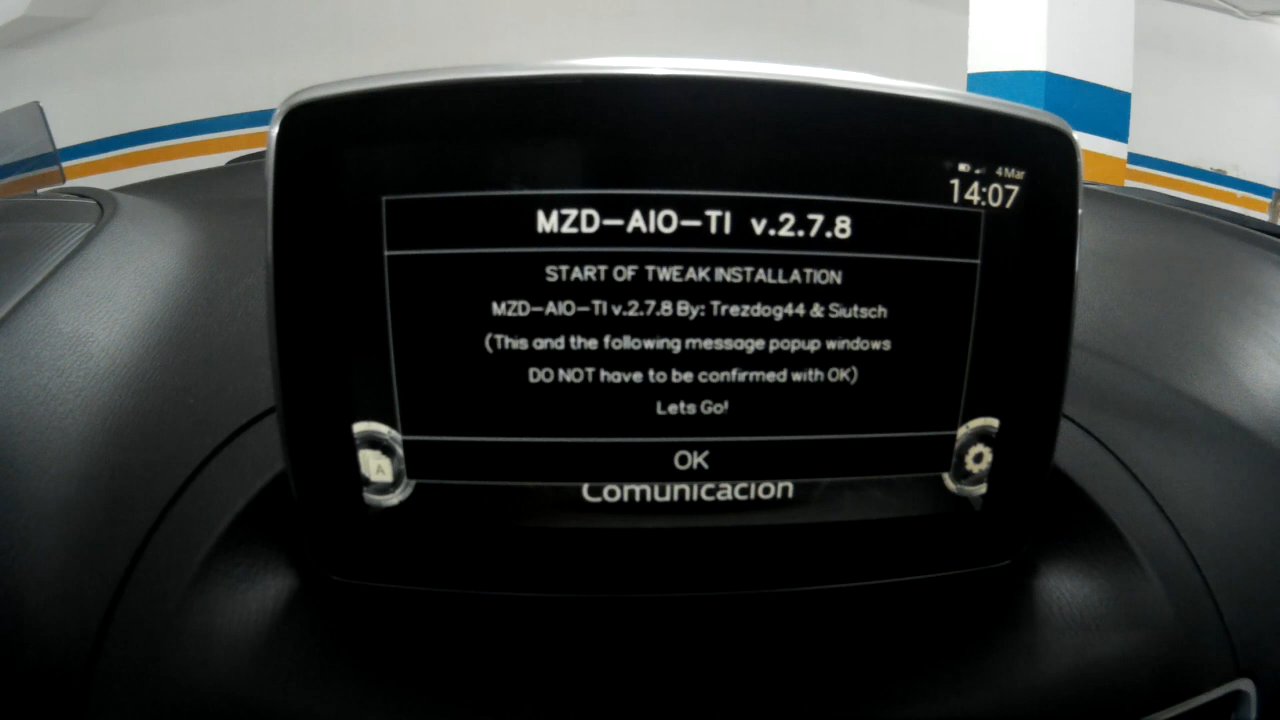 4 Mar
14:07
MZD-AIO-TI v.2.7.8
START OF TWEAK INSTALLATION
MZD-AIO-TI v.2.7.8 By: Trezdog44 & Siutsch
(This and the following message popup windows
DO NOT have to be confirmed with OK)
Lets Go!
A
OK
Comunicación